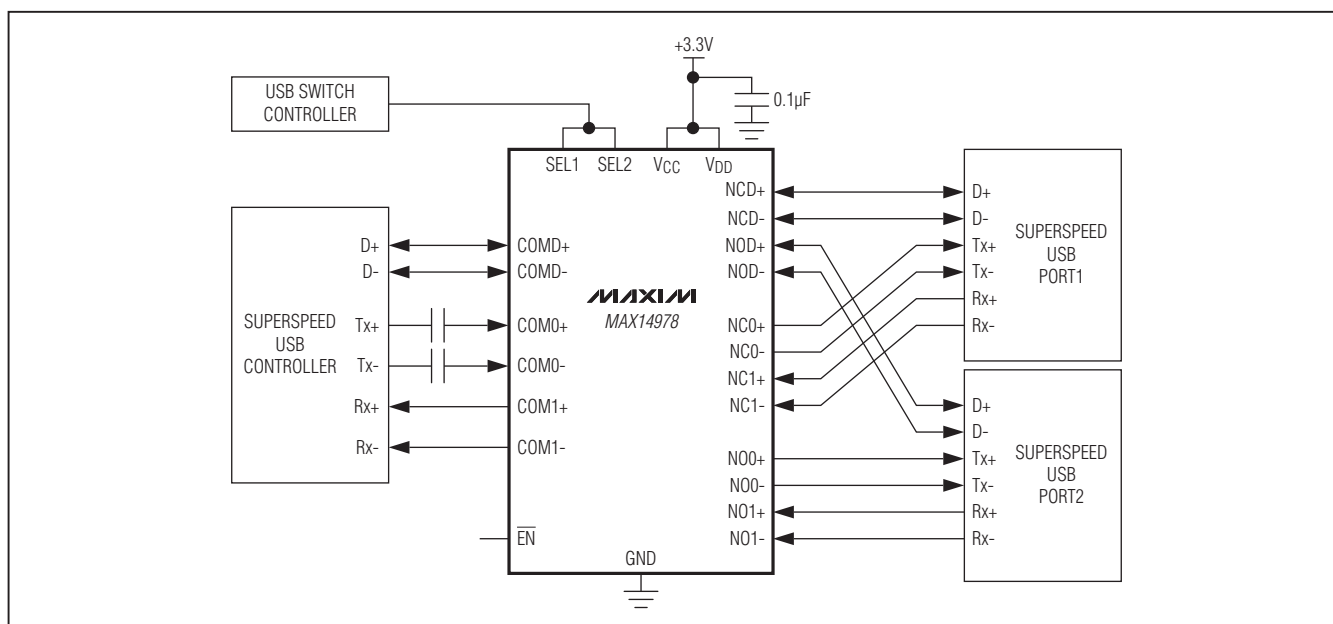 +3.3V
0.1µF
USB SWITCH
CONTROLLER
SEL1
SEL2
VCC
VDD
SUPERSPEED
USB
CONTROLLER
D+
D-
Tx+
Tx-
Rx+
Rx-
COMD+
COMD-
COM0+
COM0-
COM1+
COM1-
EN
MAXIM
MAX14978
GND
NCD+
NCD-
NOD+
NOD-
NC0+
NC0-
NC1+
NC1-
NO0+
NO0-
NO1+
NO1-
D+
D-
Tx+
Tx-
Rx+
Rx-
SUPERSPEED
USB
PORT1
D+
D-
Tx+
Tx-
Rx+
Rx-
SUPERSPEED
USB
PORT2